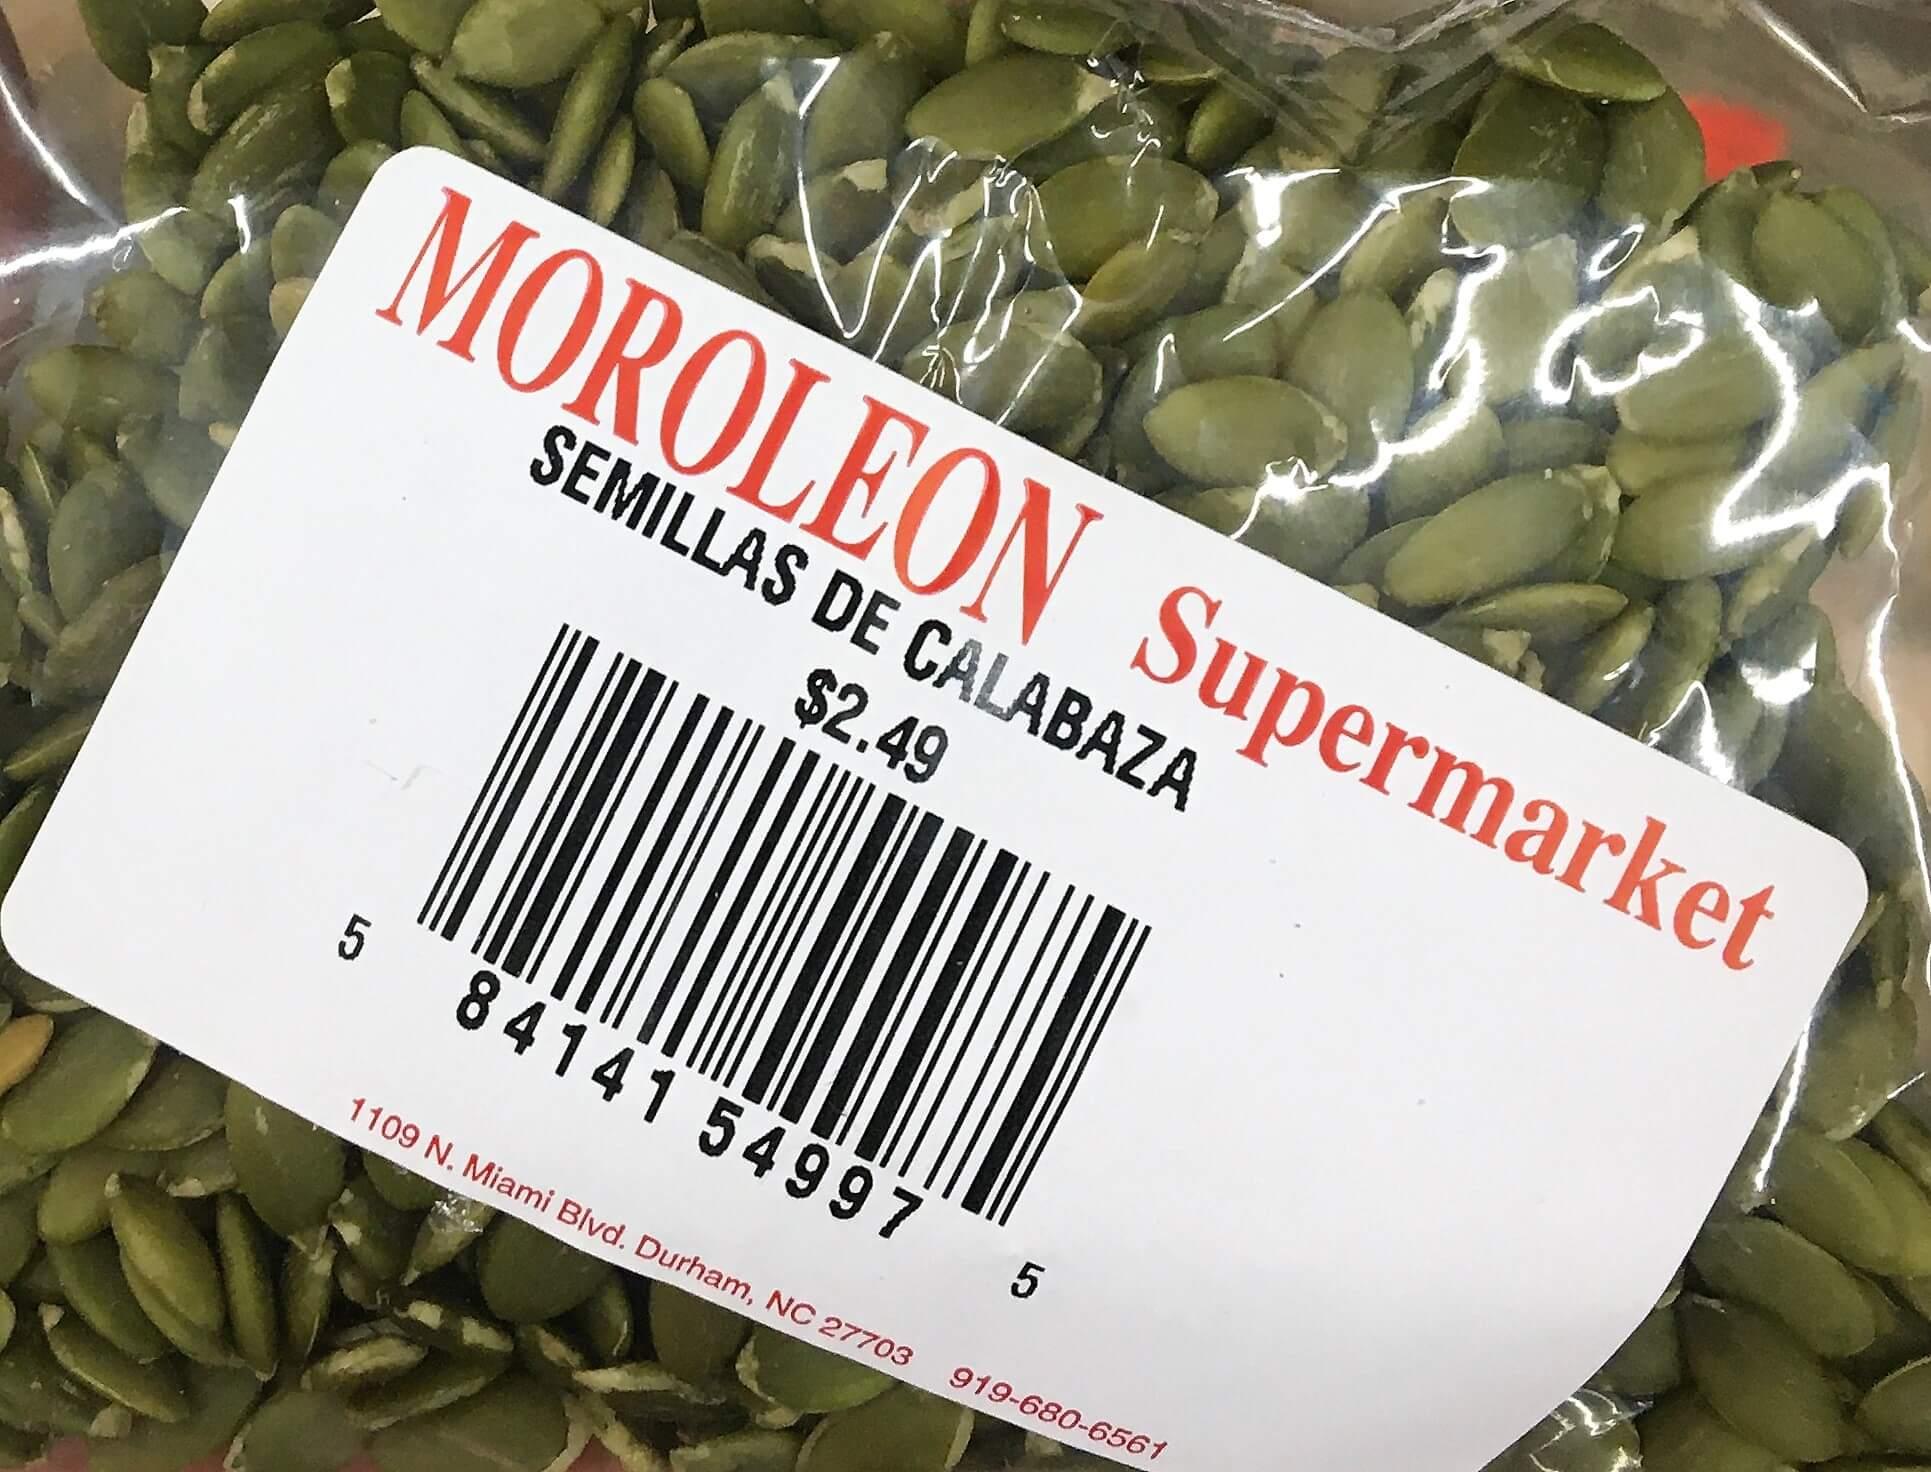 MOROLEON Supermarket
SEMILLAS DE CALABAZA
$2.49
5 84141 54997 5
1109 N. Miami Blvd. Durham, NC 27703 919-680-6561